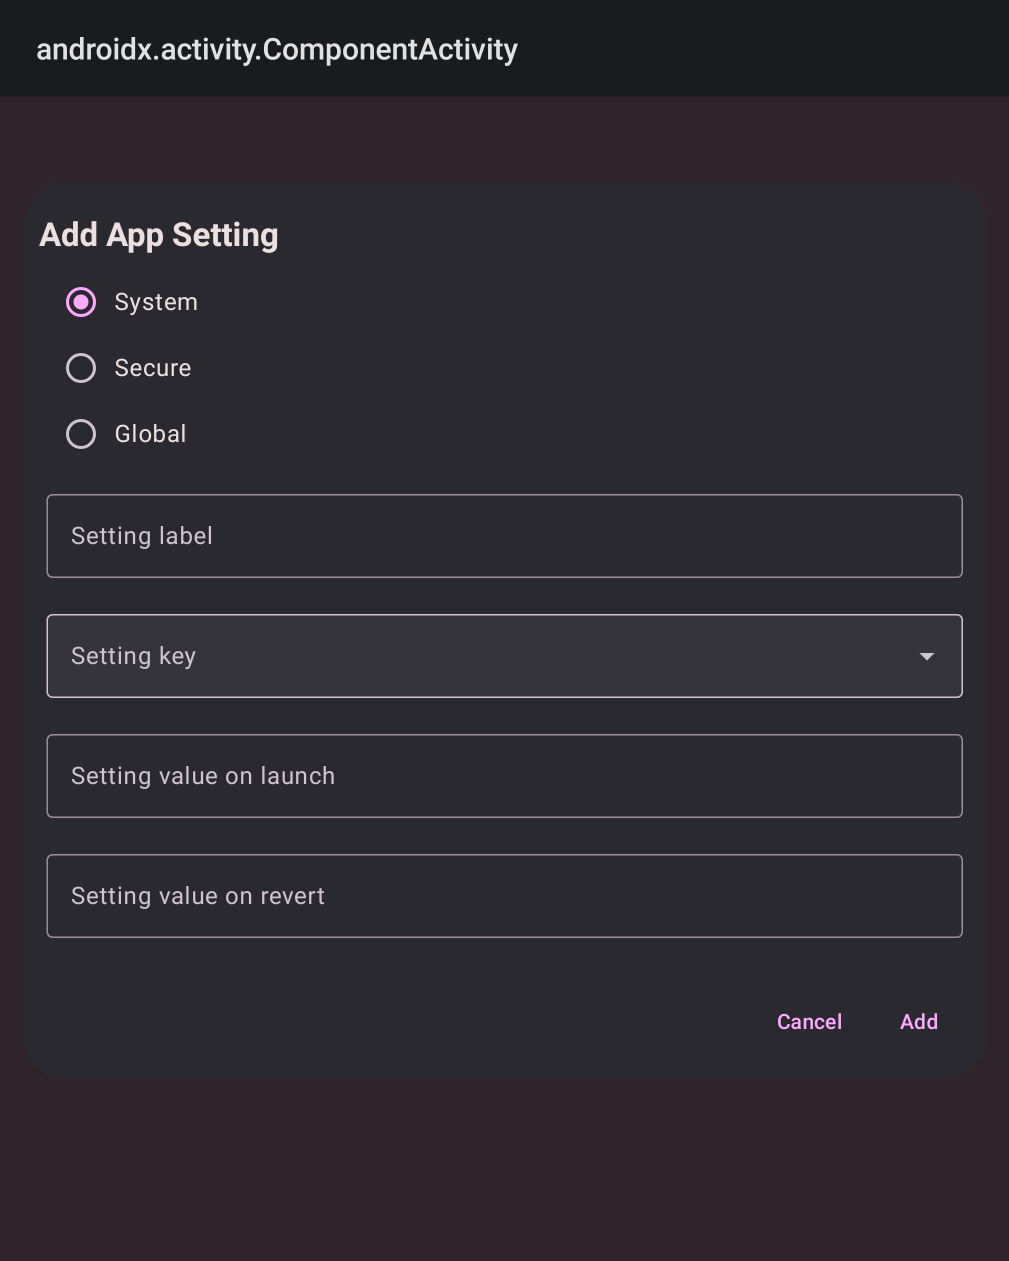 androidx.activity.ComponentActivity
Add App Setting
System
Secure
Global
Setting label
Setting key
Setting value on launch
Setting value on revert
Cancel Add